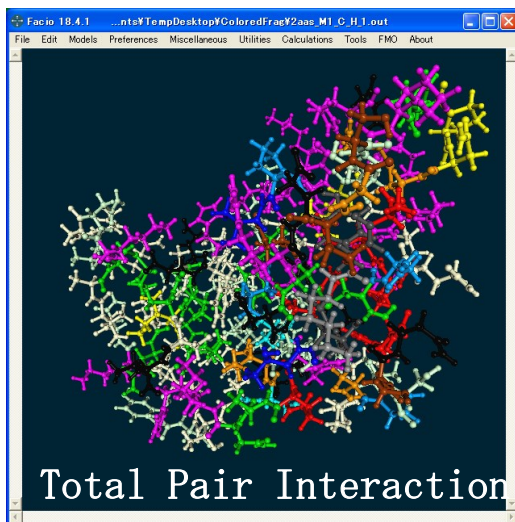 Facio 18.4.1 ...nts¥TempDesktop¥ColoredFrag¥2aas_M1_C_H_1.out
File Edit Models Preferences Miscellaneous Utilities Calculations Tools FMO About
Total Pair Interaction